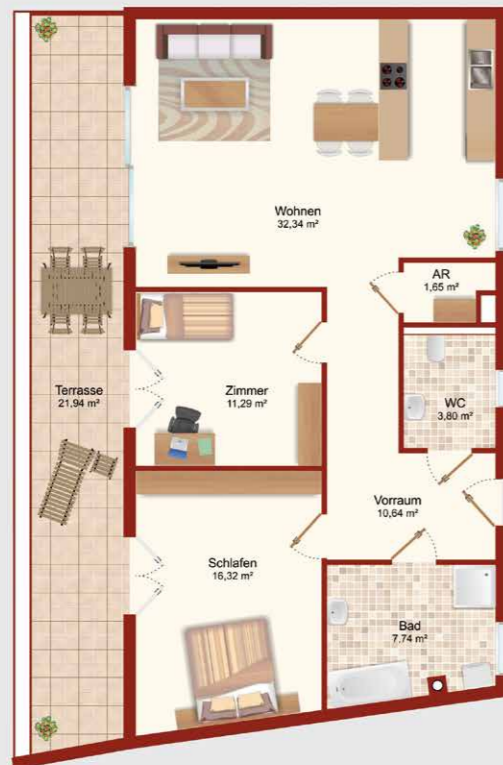 Wohnen
32,34 m²
AR
1,65 m²
Terrasse
21,94 m²
Zimmer
11,29 m²
WC
3,80 m²
Vorraum
10,64 m²
Schlafen
16,32 m²
Bad
7,74 m²